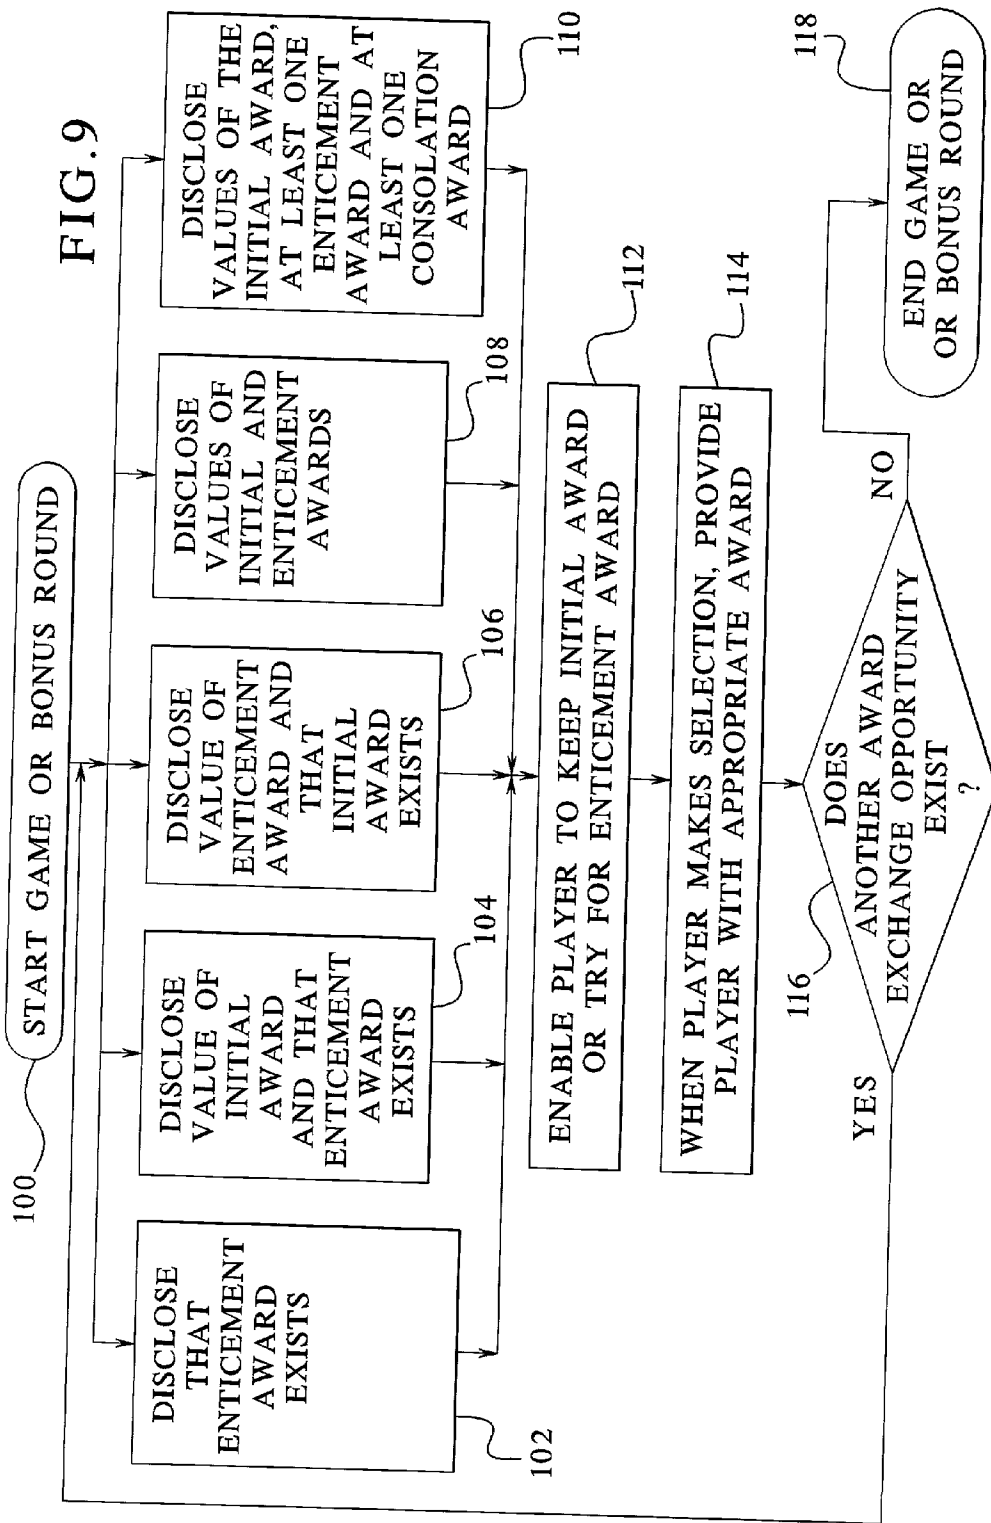 FIG.9
100
START GAME OR BONUS ROUND
DISCLOSE
THAT
ENTICEMENT
AWARD
EXISTS
102
DISCLOSE
VALUE OF
INITIAL
AWARD
AND THAT
ENTICEMENT
AWARD
EXISTS
104
DISCLOSE
VALUE OF
ENTICEMENT
AWARD AND
THAT
INITIAL
AWARD
EXISTS
106
DISCLOSE
VALUES OF
INITIAL AND
ENTICEMENT
AWARDS
108
DISCLOSE
VALUES OF THE
INITIAL AWARD,
AT LEAST ONE
ENTICEMENT
AWARD AND AT
LEAST ONE
CONSOLATION
AWARD
110
ENABLE PLAYER TO KEEP INITIAL AWARD
OR TRY FOR ENTICEMENT AWARD
112
WHEN PLAYER MAKES SELECTION, PROVIDE
PLAYER WITH APPROPRIATE AWARD
114
DOES
ANOTHER AWARD
EXCHANGE OPPORTUNITY
EXIST
?
116
YES
NO
END GAME OR
OR BONUS ROUND
118